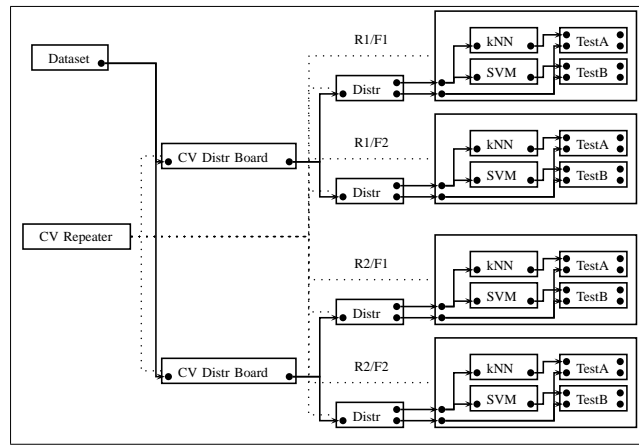 R1/F1
kNN
TestA
Dataset
SVM
TestB
Distr
R1/F2
kNN
TestA
CV Distr Board
SVM
TestB
Distr
CV Repeater
R2/F1
kNN
TestA
SVM
TestB
Distr
R2/F2
kNN
TestA
CV Distr Board
SVM
TestB
Distr